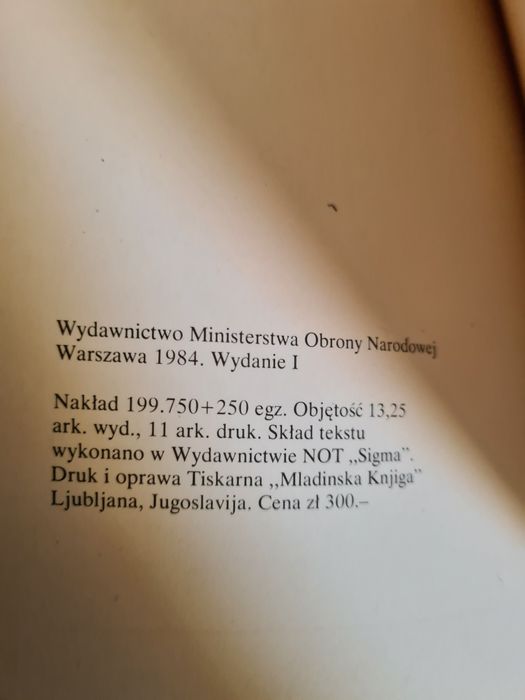 Wydawnictwo Ministerstwa Obrony Narodowej
Warszawa 1984. Wydanie I
Nakład 199.750+250 egz. Objętość 13,25
ark. wyd., 11 ark. druk. Skład tekstu
wykonano w Wydawnictwie NOT „Sigma”.
Druk i oprawa Tiskarna „Mladinska Knjiga”
Ljubljana, Jugoslavija. Cena zł 300.–